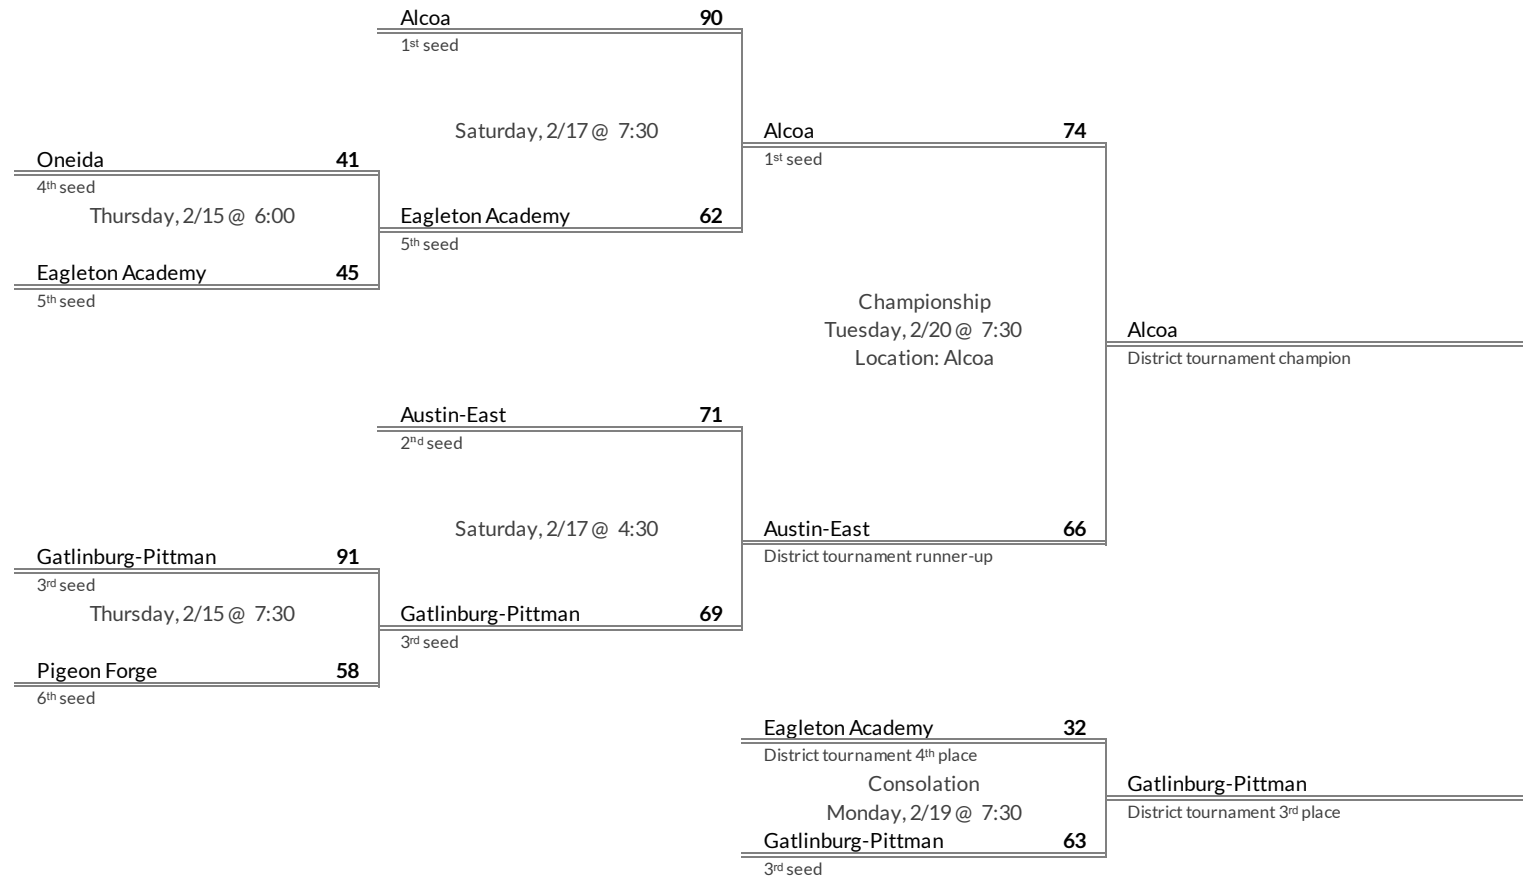 Alcoa 90
1st seed
Saturday, 2/17 @ 7:30
Alcoa 74
1st seed
Oneida 41
4th seed
Thursday, 2/15 @ 6:00
Eagleton Academy 62
5th seed
Eagleton Academy 45
5th seed
Championship
Tuesday, 2/20 @ 7:30
Location: Alcoa
Alcoa
District tournament champion
Austin-East 71
2nd seed
Saturday, 2/17 @ 4:30
Austin-East 66
District tournament runner-up
Gatlinburg-Pittman 91
3rd seed
Thursday, 2/15 @ 7:30
Gatlinburg-Pittman 69
3rd seed
Pigeon Forge 58
6th seed
Eagleton Academy 32
District tournament 4th place
Consolation
Monday, 2/19 @ 7:30
Gatlinburg-Pittman
District tournament 3rd place
Gatlinburg-Pittman 63
3rd seed